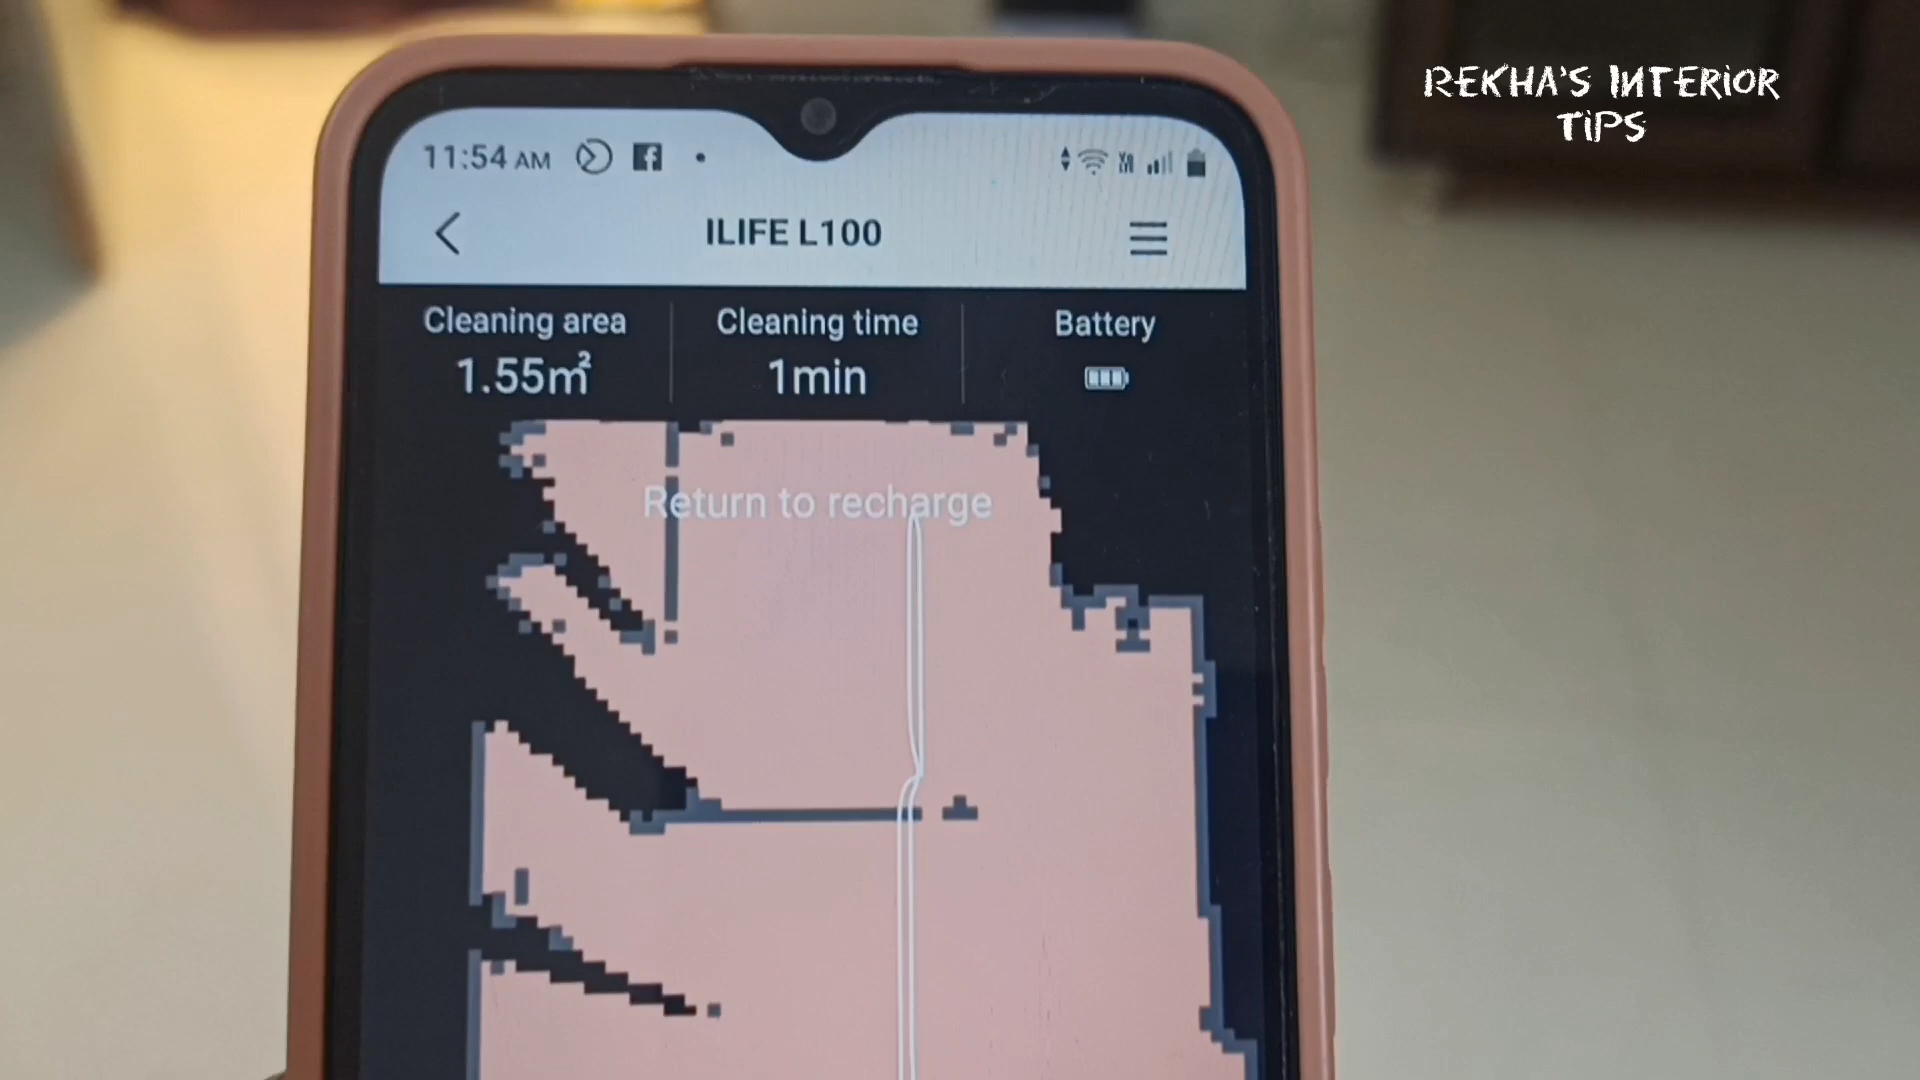 REKHA'S INTERIOR
TIPS
11:54 AM
ILIFE L100
Cleaning area
1.55m²
Cleaning time
1min
Battery
Return to recharge